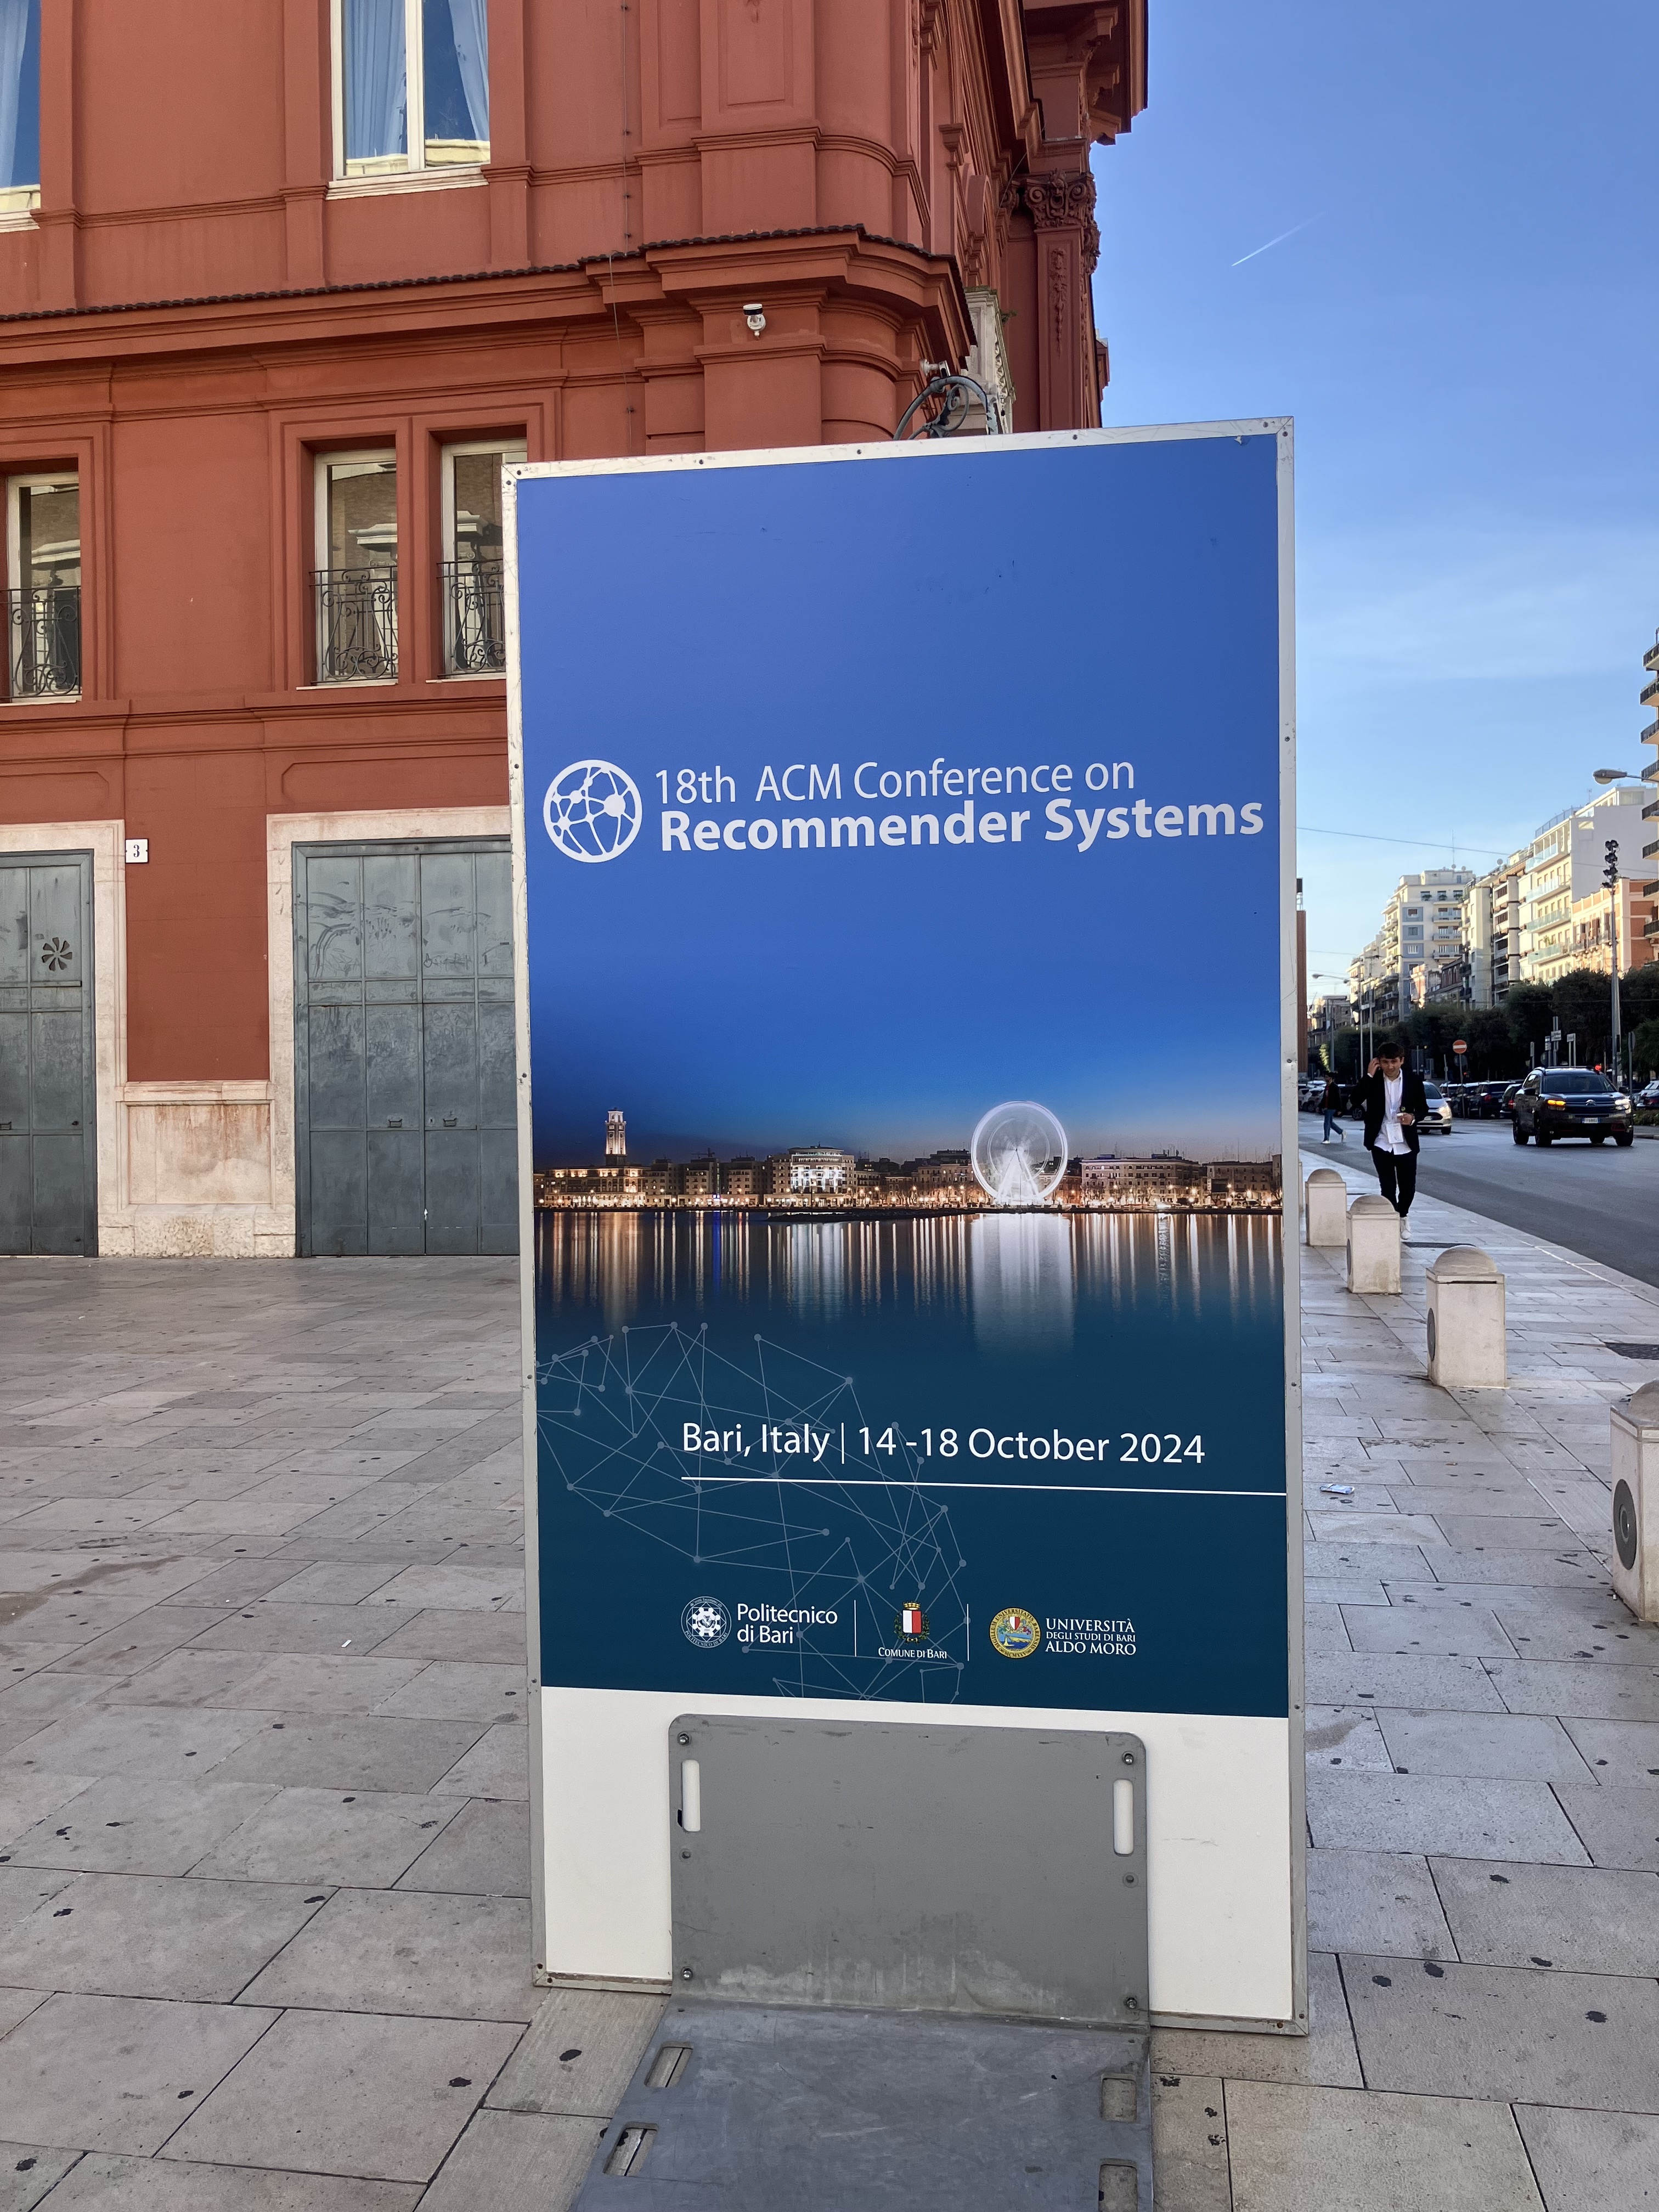 3
18th ACM Conference on
Recommender Systems
Bari, Italy | 14 -18 October 2024
Politecnico
di Bari
COMUNE DI BARI
UNIVERSITÀ
DEGLI STUDI DI BARI
ALDO MORO